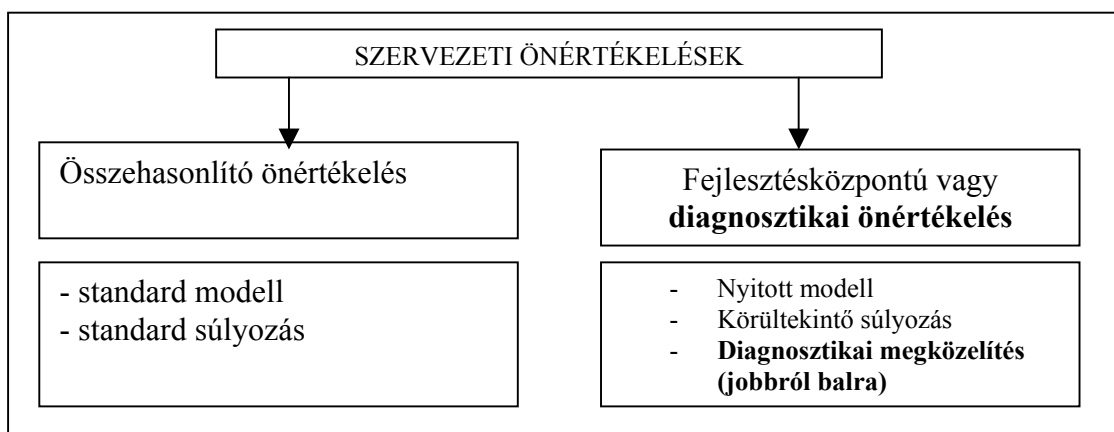 SZERVEZETI ÖNÉRTÉKELÉSEK
Összehasonlító önértékelés
Fejlesztésközpontú vagy
diagnosztikai önértékelés
- standard modell
- standard súlyozás
- Nyitott modell
- Körültekintő súlyozás
- Diagnosztikai megközelítés
(jobbról balra)